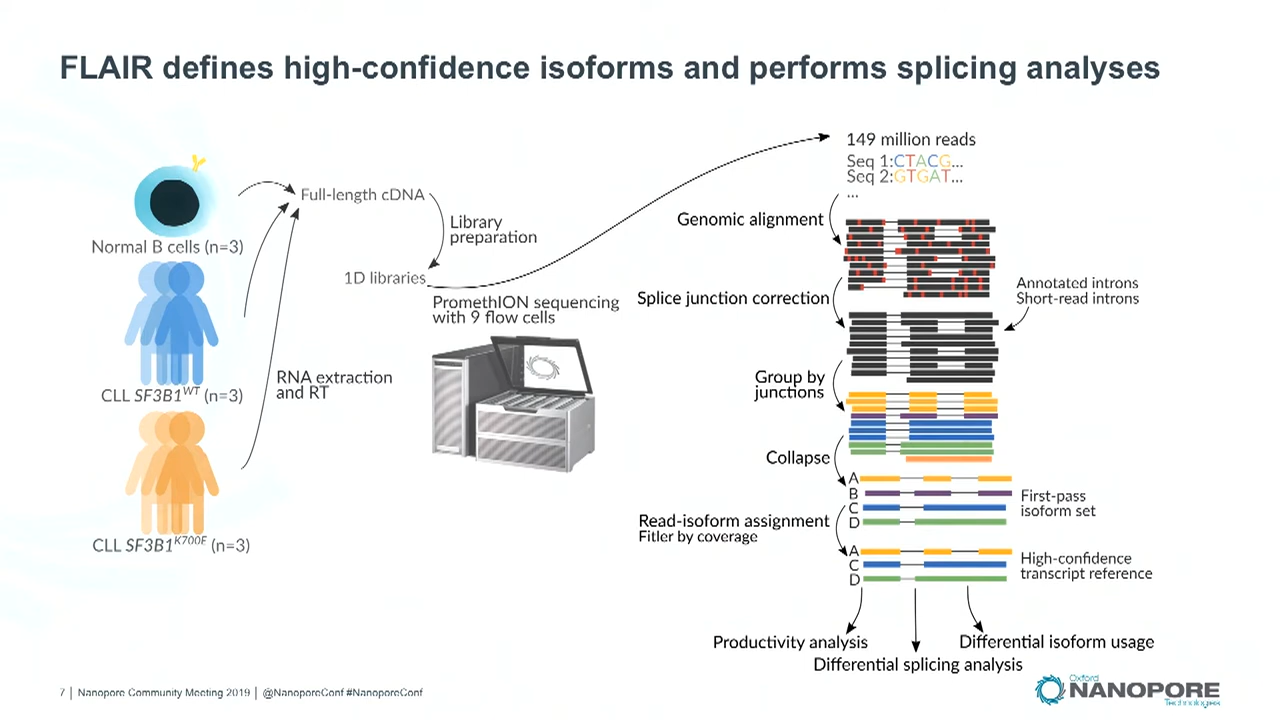 FLAIR defines high-confidence isoforms and performs splicing analyses
Normal B cells (n=3)
CLL SF3B1WT (n=3)
CLL SF3B1K700E (n=3)
Full-length cDNA
Library
preparation
1D libraries
RNA extraction
and RT
PromethION sequencing
with 9 flow cells
149 million reads
Seq 1:CTACG...
Seq 2:GTGAT...
...
Genomic alignment
Splice junction correction
Annotated introns
Short-read introns
Group by
junctions
Collapse
A
B
C
D
First-pass
isoform set
Read-isoform assignment
Fitler by coverage
A
C
D
High-confidence
transcript reference
Productivity analysis
Differential splicing analysis
Differential isoform usage
7 | Nanopore Community Meeting 2019 | @NanoporeConf #NanoporeConf
Oxford
NANOPORE
Technologies